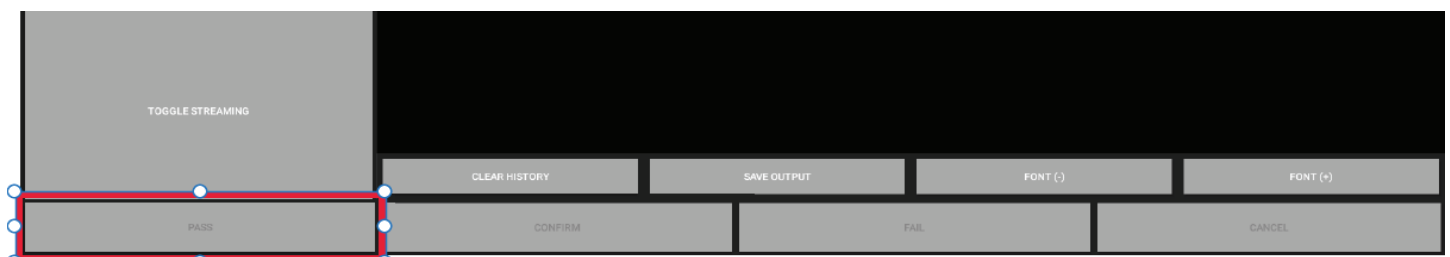 TOGGLE STREAMING
CLEAR HISTORY SAVE OUTPUT FONT (-) FONT (+)
PASS CONFIRM FAIL CANCEL